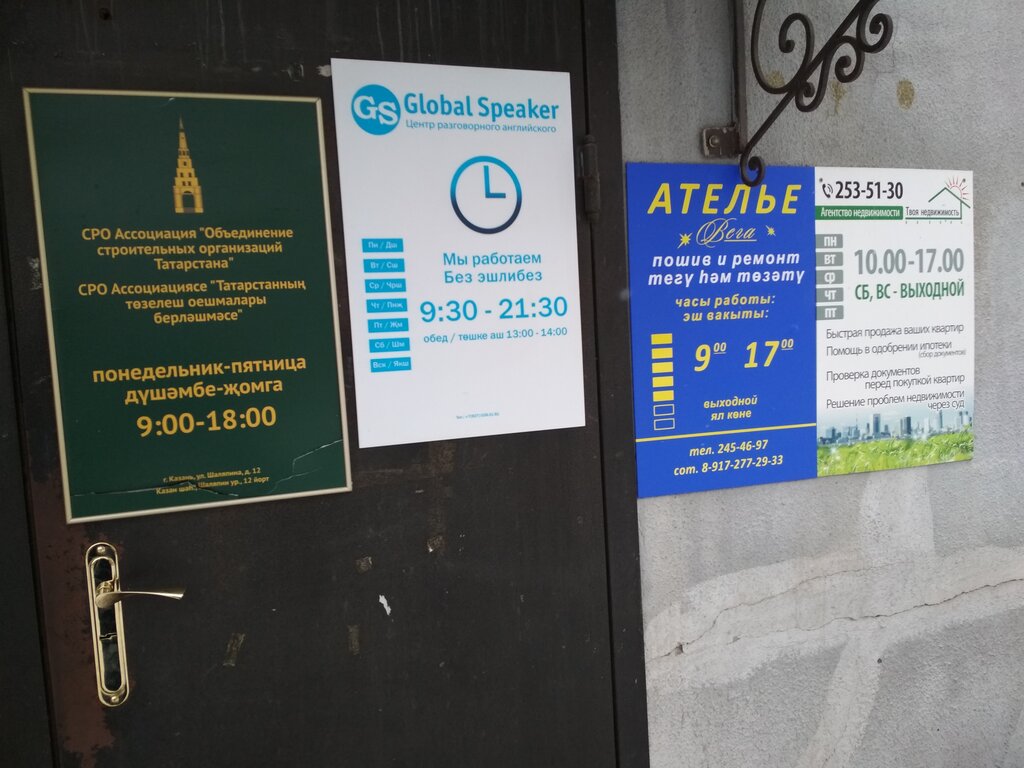 СРО Ассоциация "Объединение
строительных организаций
Татарстана"
СРО Ассоциациясе "Татарстанның
төзелеш оешмалары
берләшмәсе"
понедельник-пятница
дүшәмбе-җомга
9:00-18:00
г. Казань, ул. Шаляпина, д. 12
Казан шәһ., Шаляпин ур., 12 йорт
GS Global Speaker
Центр разговорного английского
Пн / Дш
Вт / Сш
Ср / Чрш
Чт / Пнҗ
Пт / Җм
Сб / Шм
Вск / Якш
Мы работаем
Без эшлибез
9:30 - 21:30
обед / төшке аш 13:00 - 14:00
АТЕЛЬЕ
Вега
пошив и ремонт
тегү һәм төзәтү
часы работы:
эш вакыты:
9 00 17 00
выходной
ял көне
тел. 245-46-97
сот. 8-917-277-29-33
253-51-30
Агентство недвижимости Твоя недвижимость
ПН
ВТ
СР
ЧТ
ПТ
10.00-17.00
СБ, ВС - ВЫХОДНОЙ
Быстрая продажа ваших квартир
Помощь в одобрении ипотеки
(сбор документов)
Проверка документов
перед покупкой квартир
Решение проблем недвижимости
через суд